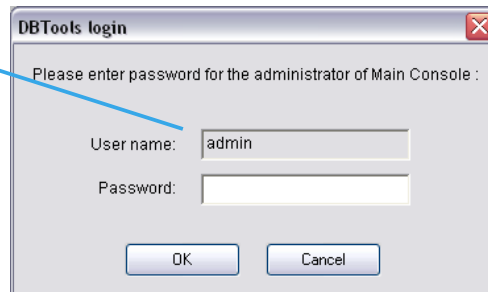 DBTools login
Please enter password for the administrator of Main Console :
User name: admin
Password:
OK Cancel